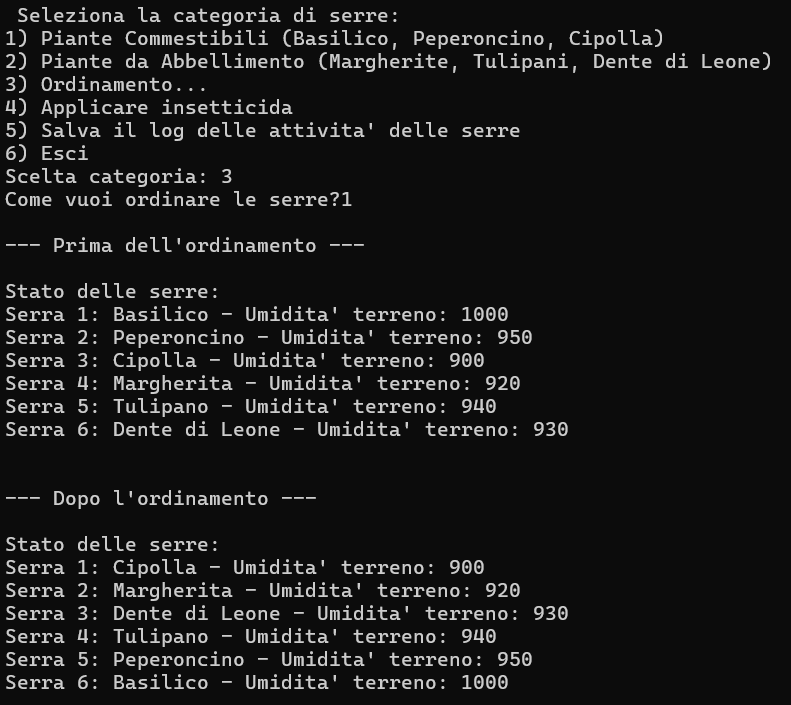 Seleziona la categoria di serre:
1) Piante Commestibili (Basilico, Peperoncino, Cipolla)
2) Piante da Abbellimento (Margherite, Tulipani, Dente di Leone)
3) Ordinamento...
4) Applicare insetticida
5) Salva il log delle attivita' delle serre
6) Esci
Scelta categoria: 3
Come vuoi ordinare le serre?1
--- Prima dell'ordinamento ---
Stato delle serre:
Serra 1: Basilico - Umidita' terreno: 1000
Serra 2: Peperoncino - Umidita' terreno: 950
Serra 3: Cipolla - Umidita' terreno: 900
Serra 4: Margherita - Umidita' terreno: 920
Serra 5: Tulipano - Umidita' terreno: 940
Serra 6: Dente di Leone - Umidita' terreno: 930
--- Dopo l'ordinamento ---
Stato delle serre:
Serra 1: Cipolla - Umidita' terreno: 900
Serra 2: Margherita - Umidita' terreno: 920
Serra 3: Dente di Leone - Umidita' terreno: 930
Serra 4: Tulipano - Umidita' terreno: 940
Serra 5: Peperoncino - Umidita' terreno: 950
Serra 6: Basilico - Umidita' terreno: 1000